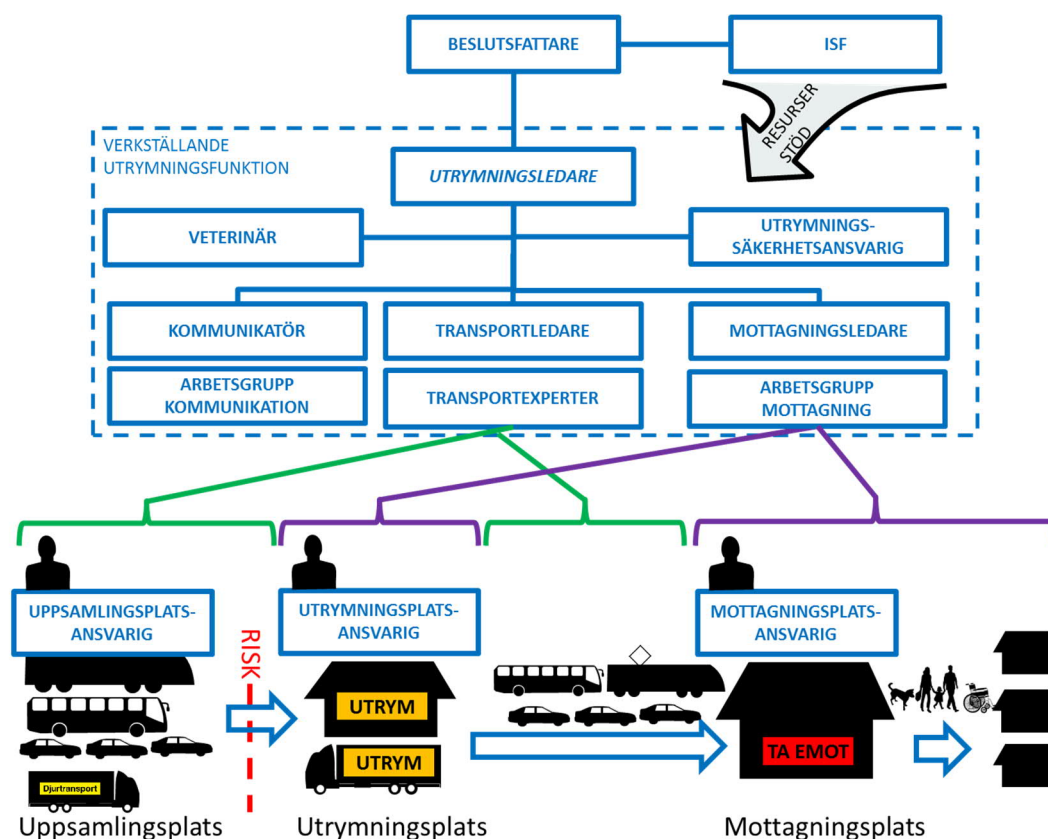 BESLUTSFATTARE
ISF
RESURSER
STÖD
VERKSTÄLLANDE
UTRYMNINGSFUNKTION
UTRYMNINGSLEDARE
VETERINÄR
UTRYMNINGS-
SÄKERHETSANSVARIG
KOMMUNIKATÖR
TRANSPORTLEDARE
MOTTAGNINGSLEDARE
ARBETSGRUPP
KOMMUNIKATION
TRANSPORTEXPERTER
ARBETSGRUPP
MOTTAGNING
UPPSAMLINGSPLATS-
ANSVARIG
UTRYMNINGSPLATS-
ANSVARIG
MOTTAGNINGSPLATS-
ANSVARIG
RISK
UTRYM
UTRYM
TA EMOT
Djurtransport
Uppsamlingsplats
Utrymningsplats
Mottagningsplats